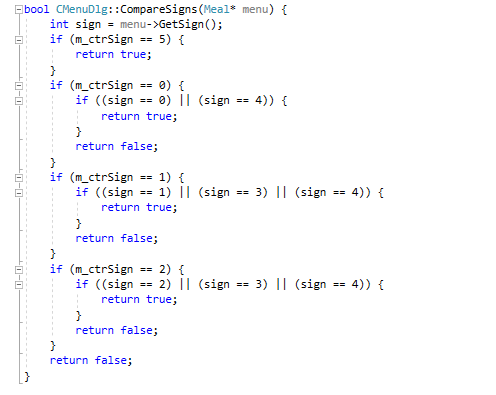 bool CMenuDlg::CompareSigns(Meal* menu) {
    int sign = menu->GetSign();
    if (m_ctrSign == 5) {
        return true;
    }
    if (m_ctrSign == 0) {
        if ((sign == 0) || (sign == 4)) {
            return true;
        }
        return false;
    }
    if (m_ctrSign == 1) {
        if ((sign == 1) || (sign == 3) || (sign == 4)) {
            return true;
        }
        return false;
    }
    if (m_ctrSign == 2) {
        if ((sign == 2) || (sign == 3) || (sign == 4)) {
            return true;
        }
        return false;
    }
    return false;
}